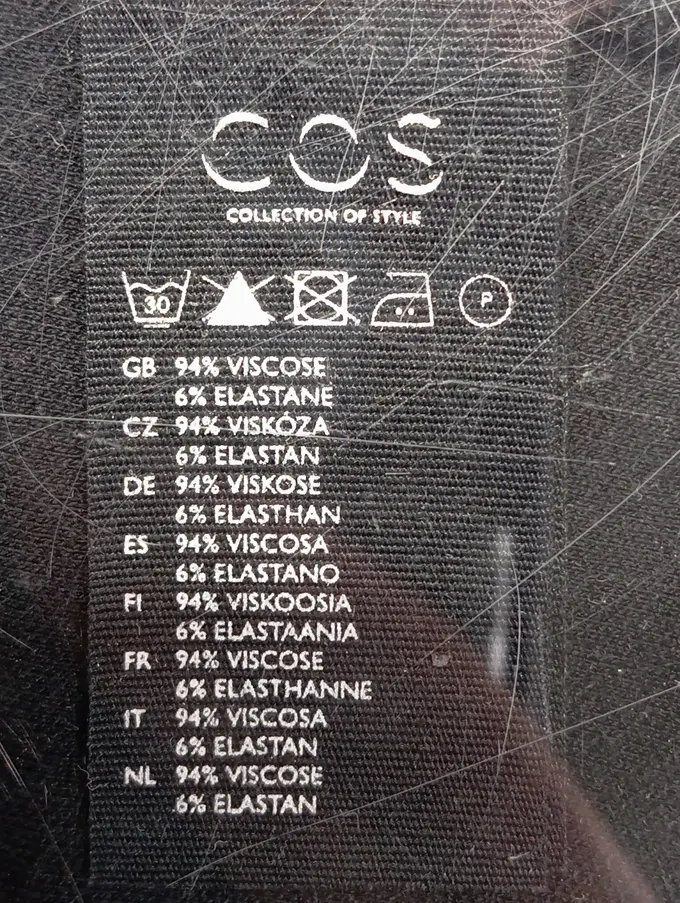 COS
COLLECTION OF STYLE
30 P
GB 94% VISCOSE
6% ELASTANE
CZ 94% VISKÓZA
6% ELASTAN
DE 94% VISKOSE
6% ELASTHAN
ES 94% VISCOSA
6% ELASTANO
FI 94% VISKOOSIA
6% ELASTAANIA
FR 94% VISCOSE
6% ELASTHANNE
IT 94% VISCOSA
6% ELASTAN
NL 94% VISCOSE
6% ELASTAN